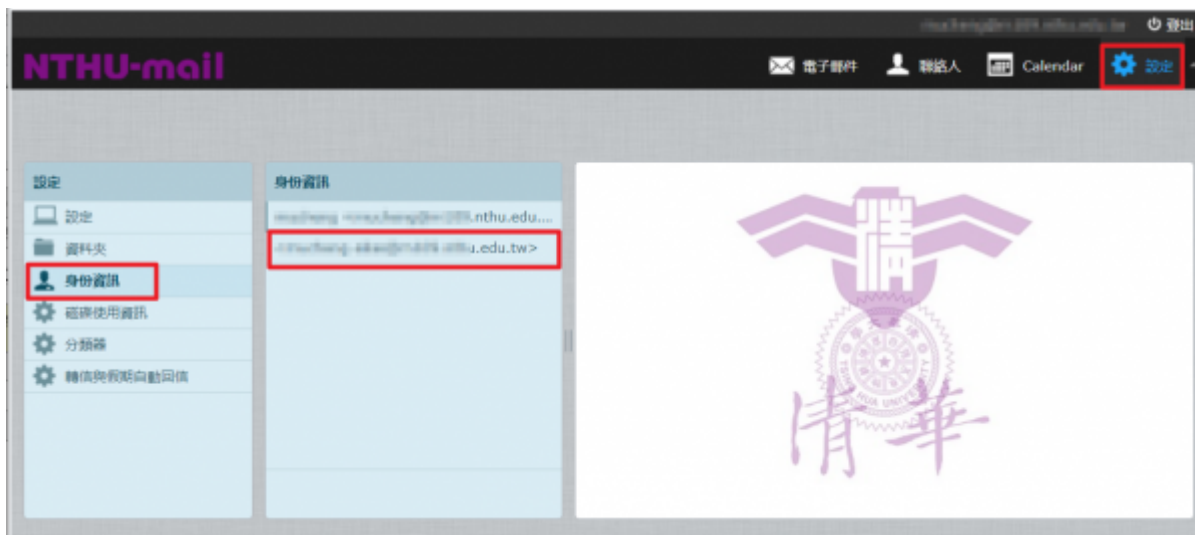 登出
NTHU-mail
電子郵件
聯絡人
Calendar
設定
設定
身份資訊
設定
資料夾
身份資訊
磁碟使用資訊
分類器
轉信與假期自動回信
.nthu.edu....
u.edu.tw>
清華